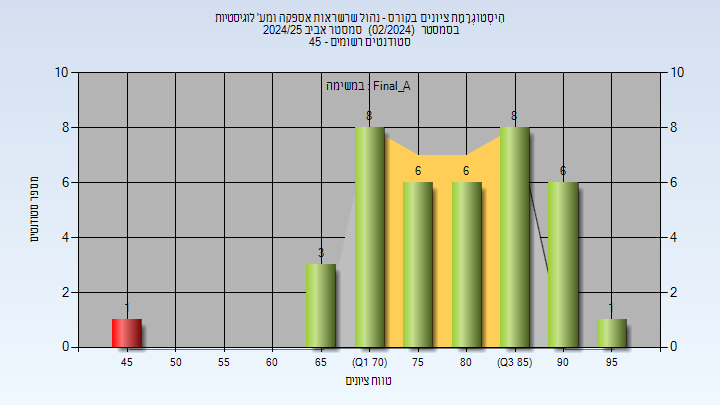 הִיסְטוֹגְרָמַת ציונים בקורס - נהול שרשראות אספקה ומע' לוגיסטיות
בסמסטר (02/2024) סמסטר אביב 2024/25
סטודנטים רשומים - 45
במשימה : Final_A
מספר סטודנטים
10 10
8 8
6 6
4 4
2 2
0 0
1 3 8 6 6 8 6 1
45 50 55 60 65 (Q1 70) 75 80 (Q3 85) 90 95
טווח ציונים